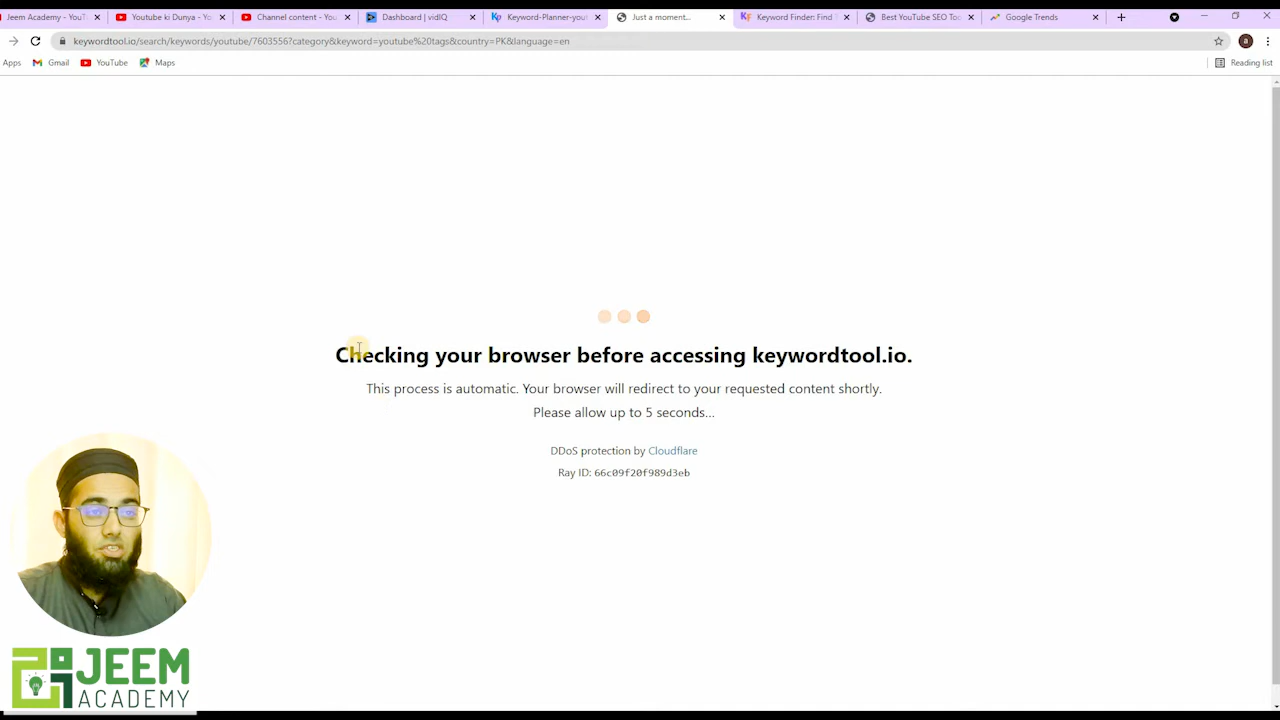 Jeem Academy - YouT
Youtube ki Dunya - Yo
Channel content - You
Dashboard | vidIQ
Keyword-Planner-yout
Just a moment...
Keyword Finder: Find F
Best YouTube SEO Too
Google Trends
keywordtool.io/search/keywords/youtube/7603556?category&keyword=youtube%20tags&country=PK&language=en
a
Apps
Gmail
YouTube
Maps
Reading list
Checking your browser before accessing keywordtool.io.
This process is automatic. Your browser will redirect to your requested content shortly.
Please allow up to 5 seconds...
DDoS protection by Cloudflare
Ray ID: 66c09f20f989d3eb
JEEM
ACADEMY